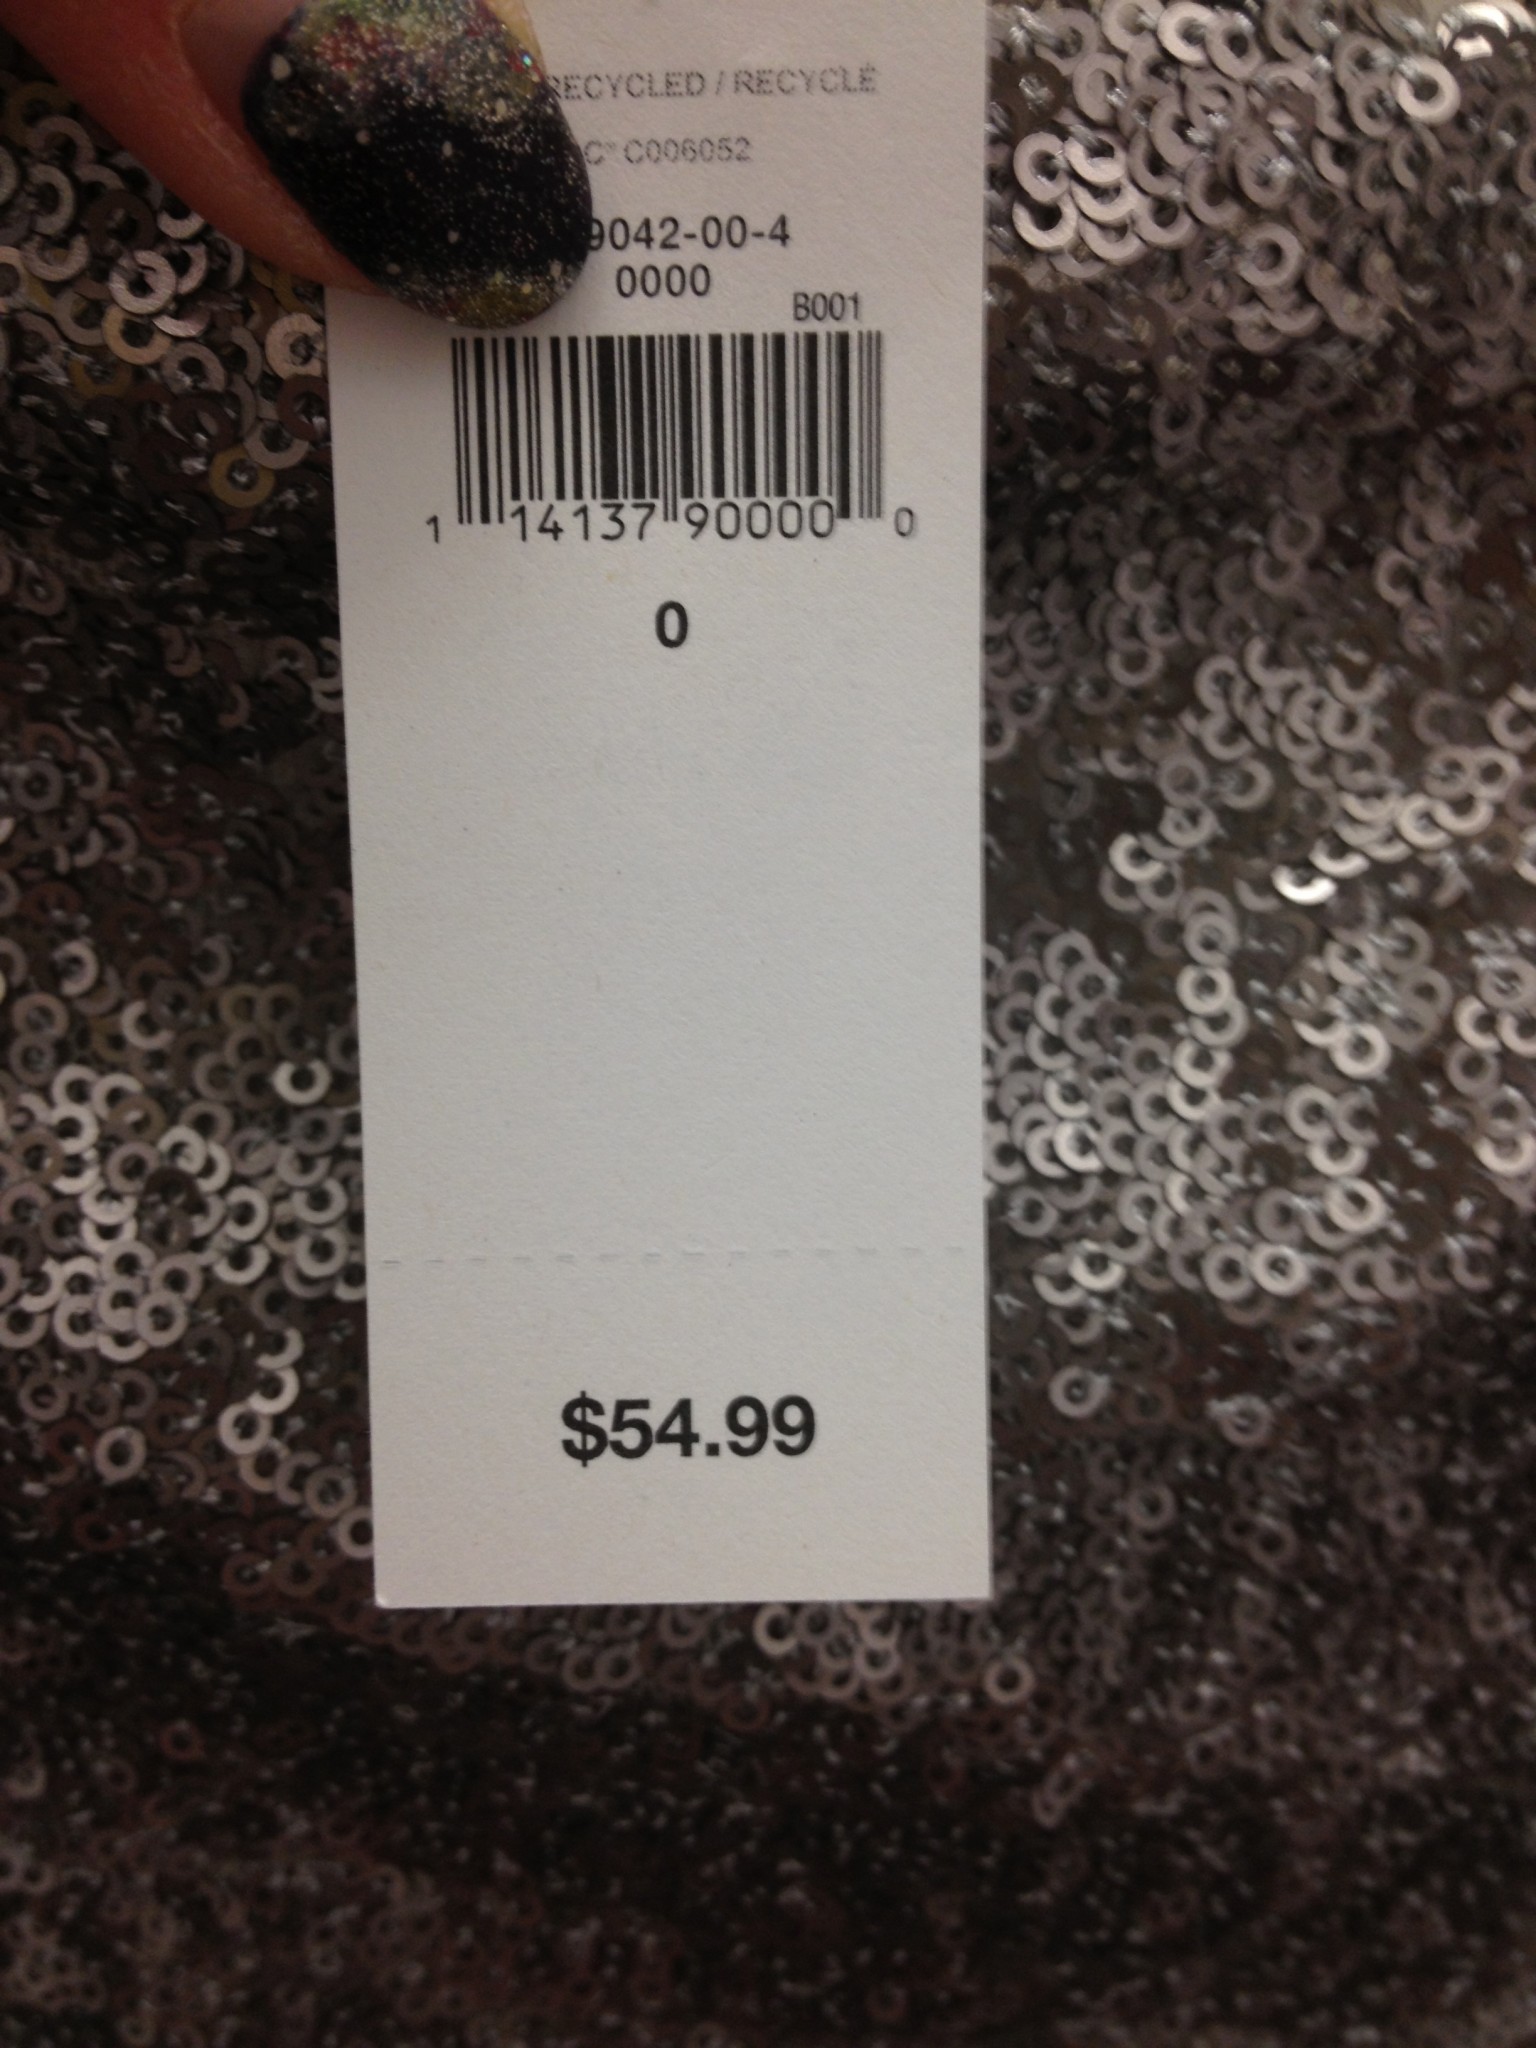 RECYCLED / RECYCLÉ
C® C006052
9042-00-4
0000
B001
1 14137 90000 0
0
$54.99